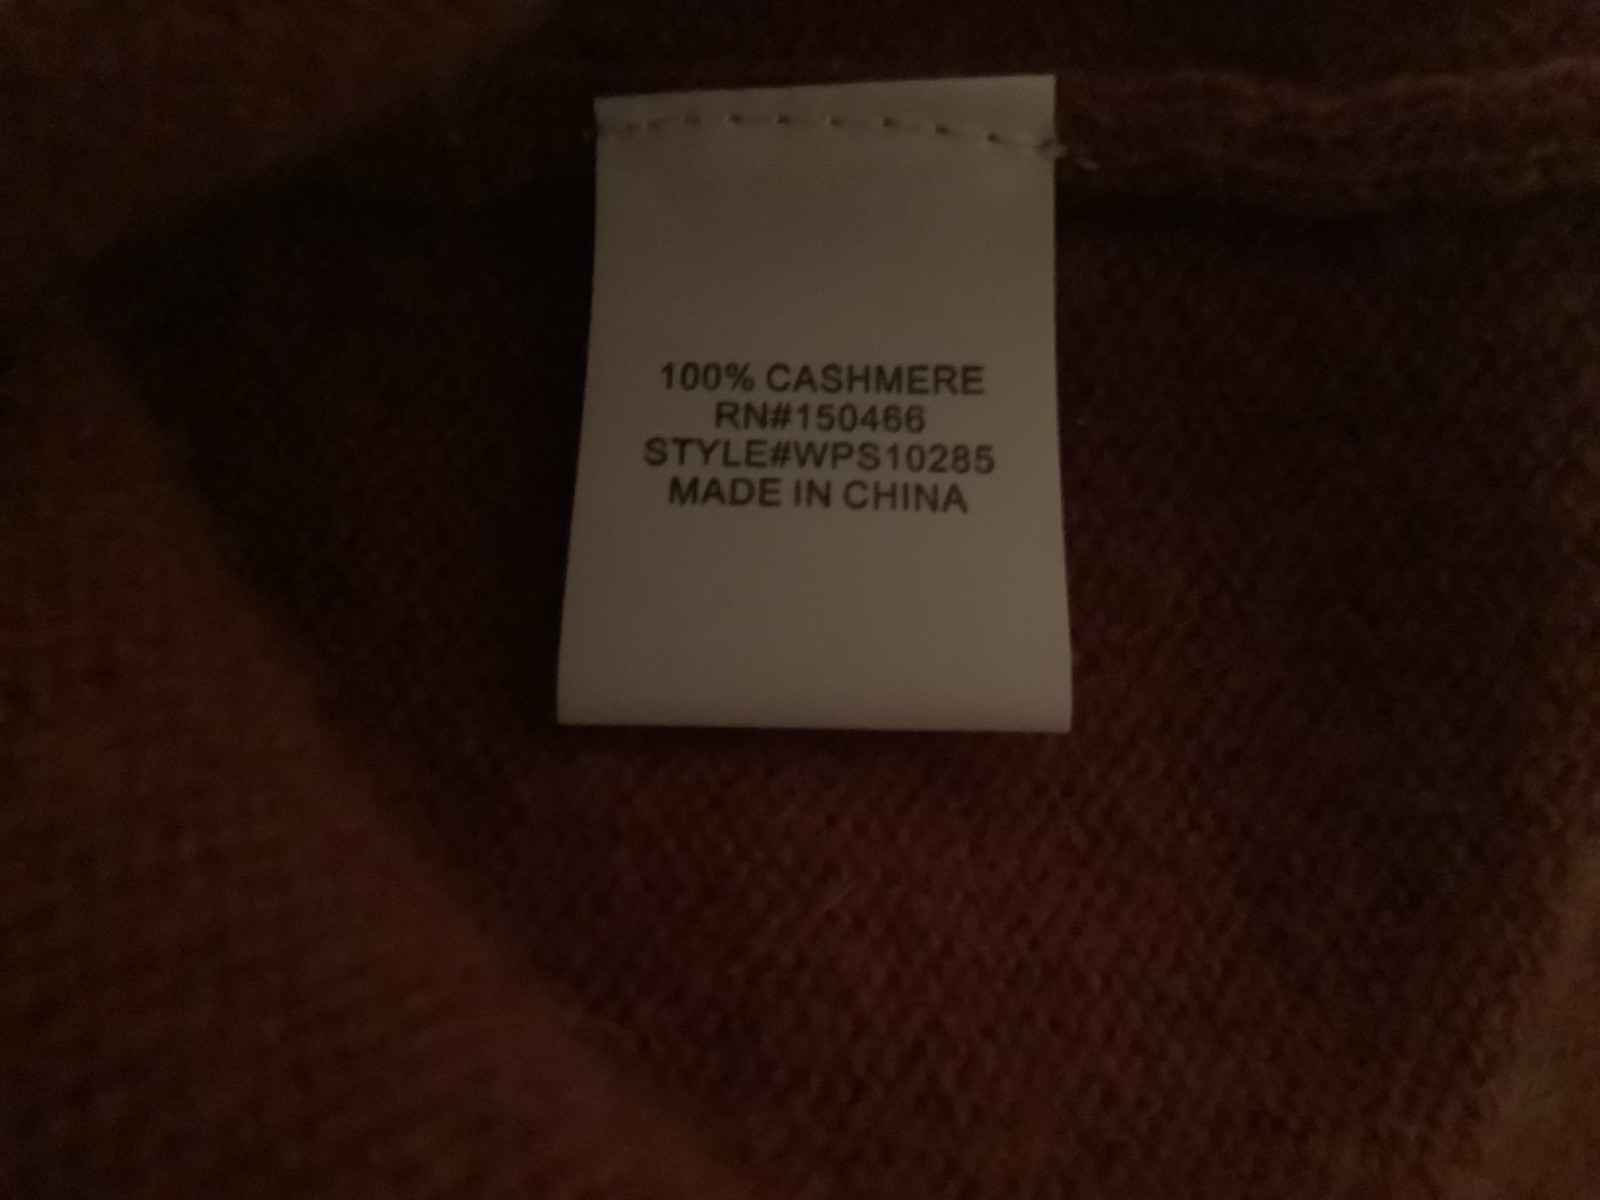 100% CASHMERE
RN#150466
STYLE#WPS10285
MADE IN CHINA